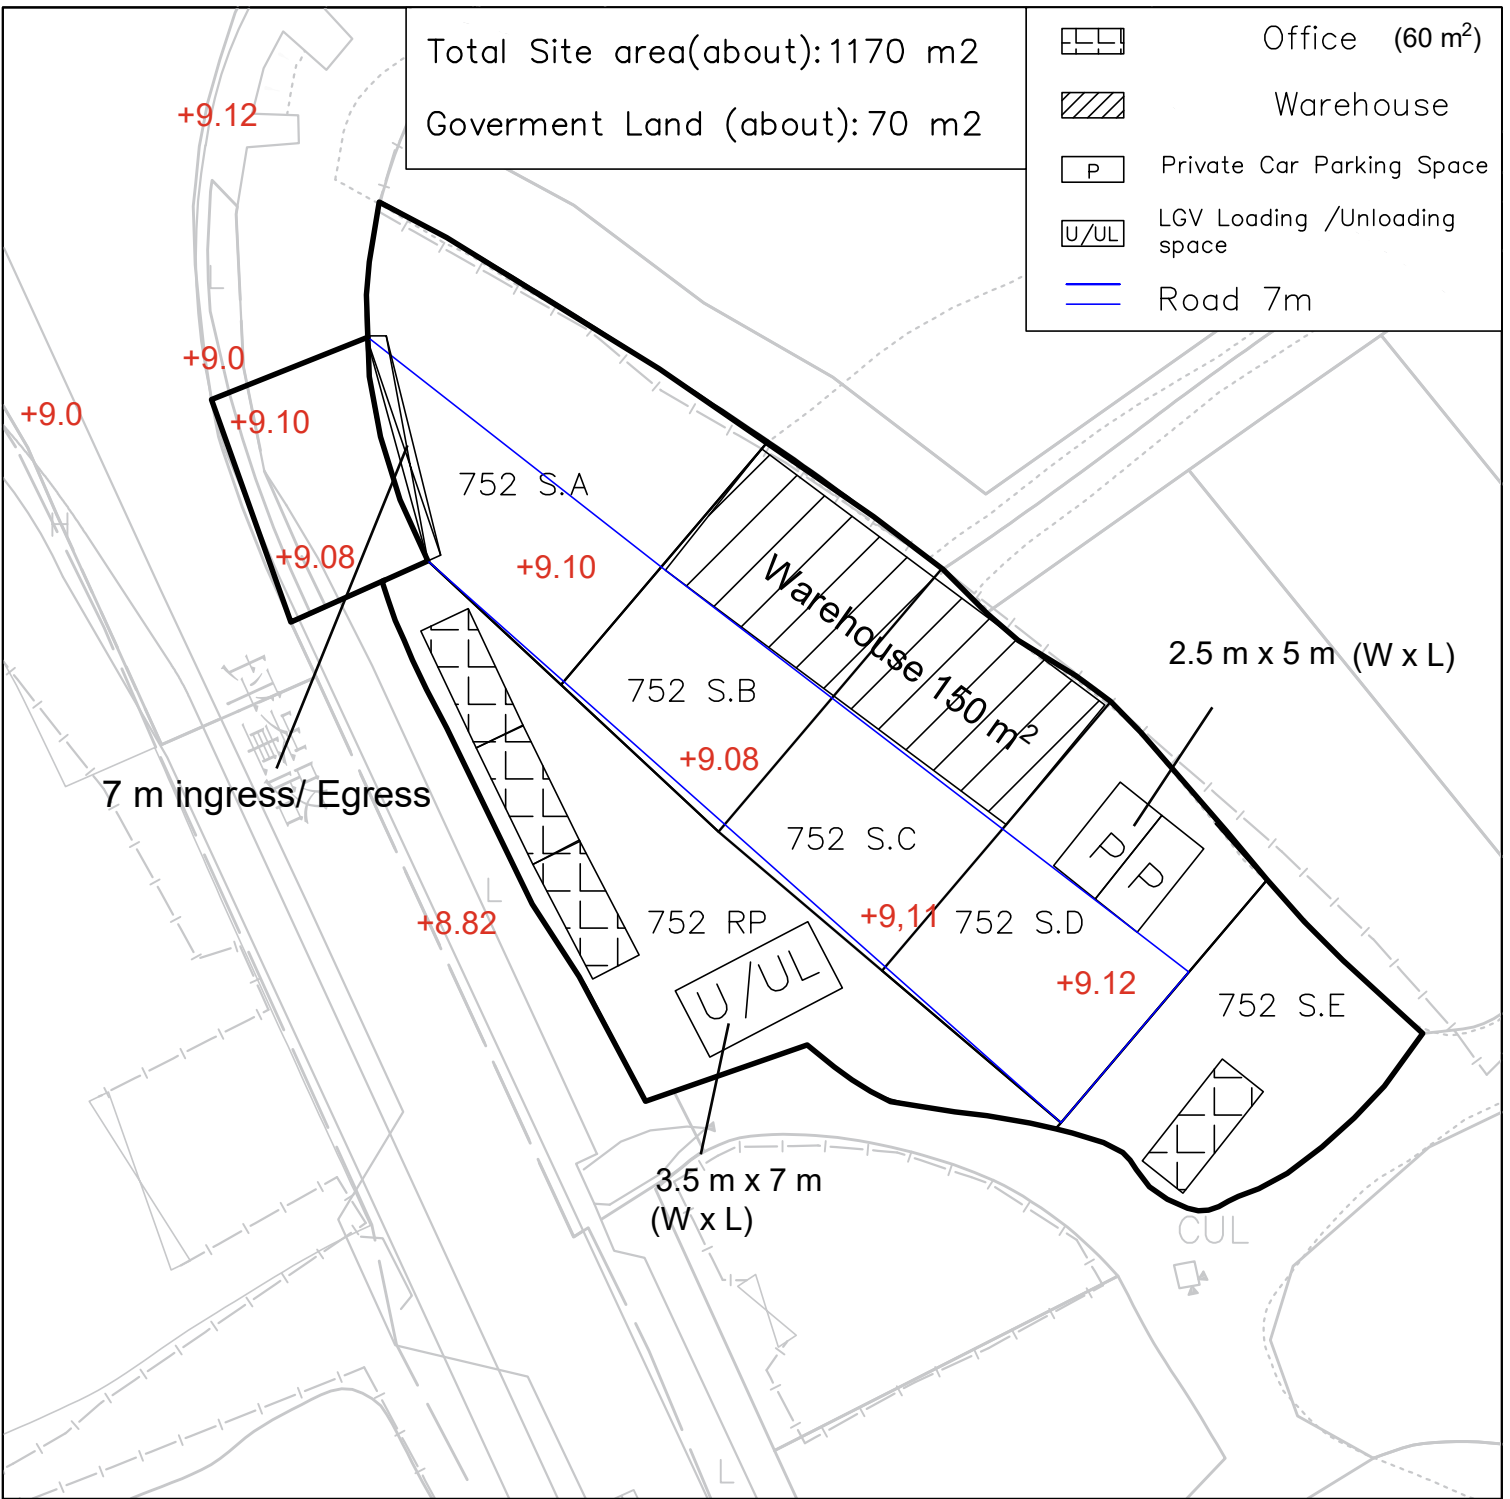 Total Site area(about):1170 m2
Goverment Land (about):70 m2
Office (60 m²)
Warehouse
P Private Car Parking Space
U/UL LGV Loading /Unloading
space
Road 7m
+9.12
+9.0
+9.0
+9.10
+9.08
752 S.A
+9.10
Warehouse 150 m²
2.5 m x 5 m (W x L)
752 S.B
+9.08
7 m ingress/ Egress
752 S.C
P
P
+8.82
752 RP
+9,11
752 S.D
+9.12
U/UL
752 S.E
3.5 m x 7 m
(W x L)
CUL
H
L
L
L